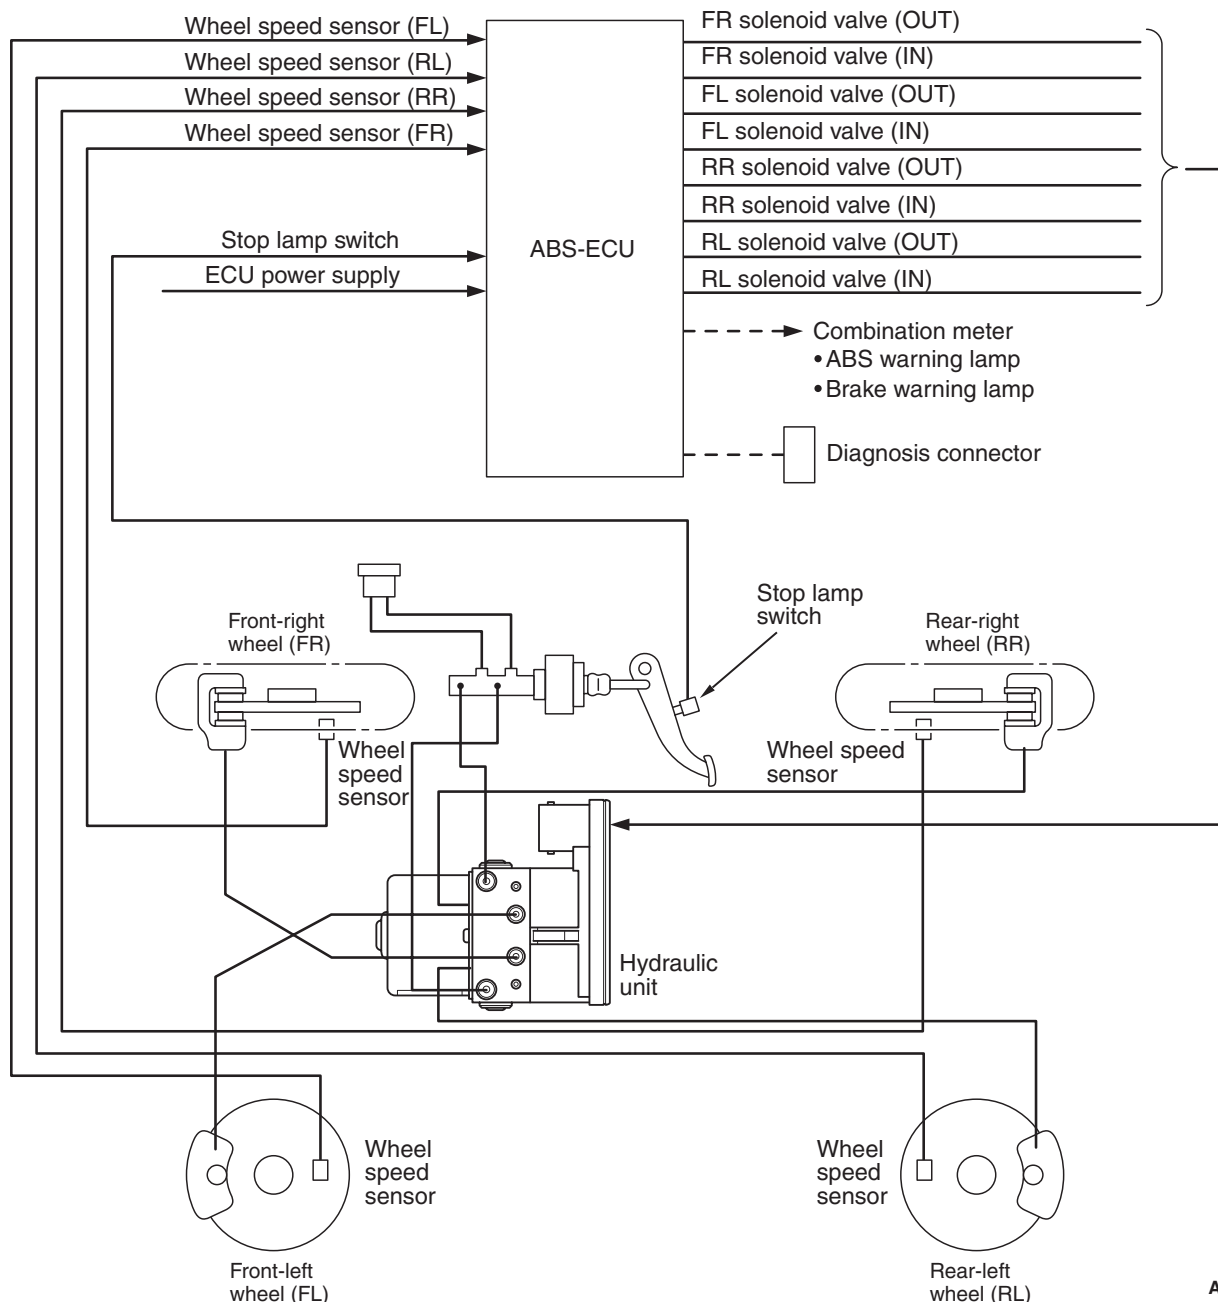 Wheel speed sensor (FL)
Wheel speed sensor (RL)
Wheel speed sensor (RR)
Wheel speed sensor (FR)
Stop lamp switch
ECU power supply
ABS-ECU
FR solenoid valve (OUT)
FR solenoid valve (IN)
FL solenoid valve (OUT)
FL solenoid valve (IN)
RR solenoid valve (OUT)
RR solenoid valve (IN)
RL solenoid valve (OUT)
RL solenoid valve (IN)
Combination meter
•ABS warning lamp
•Brake warning lamp
Diagnosis connector
Front-right
wheel (FR)
Stop lamp
switch
Rear-right
wheel (RR)
Wheel
speed
sensor
Wheel speed
sensor
Hydraulic
unit
Wheel
speed
sensor
Wheel
speed
sensor
Front-left
wheel (FL)
Rear-left
wheel (RL)
A